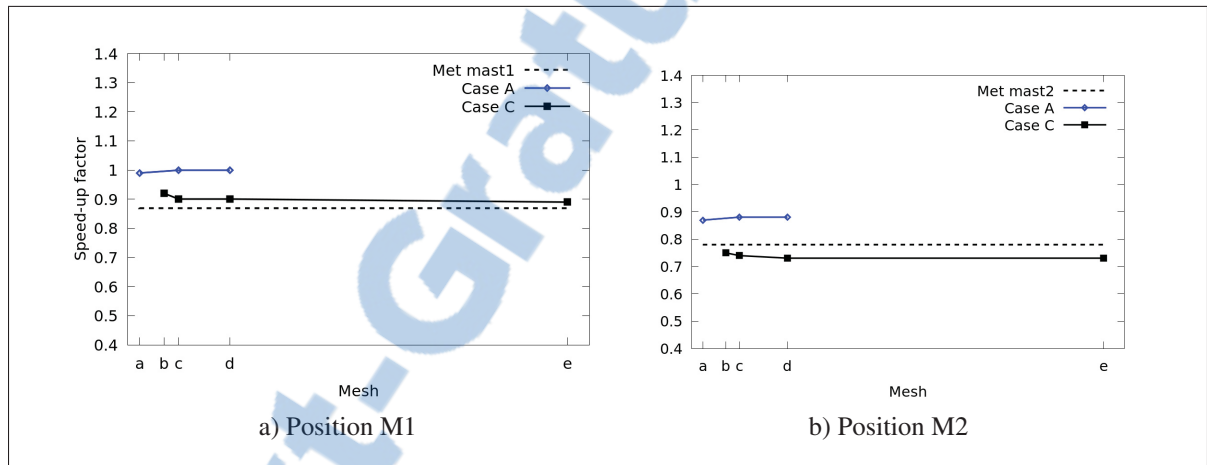 1.4
1.3
1.2
1.1
1
0.9
0.8
0.7
0.6
0.5
0.4
Speed-up factor
Met mast1
Case A
Case C
a b c d e
Mesh
a) Position M1
1.4
1.3
1.2
1.1
1
0.9
0.8
0.7
0.6
0.5
0.4
Met mast2
Case A
Case C
a b c d e
Mesh
b) Position M2